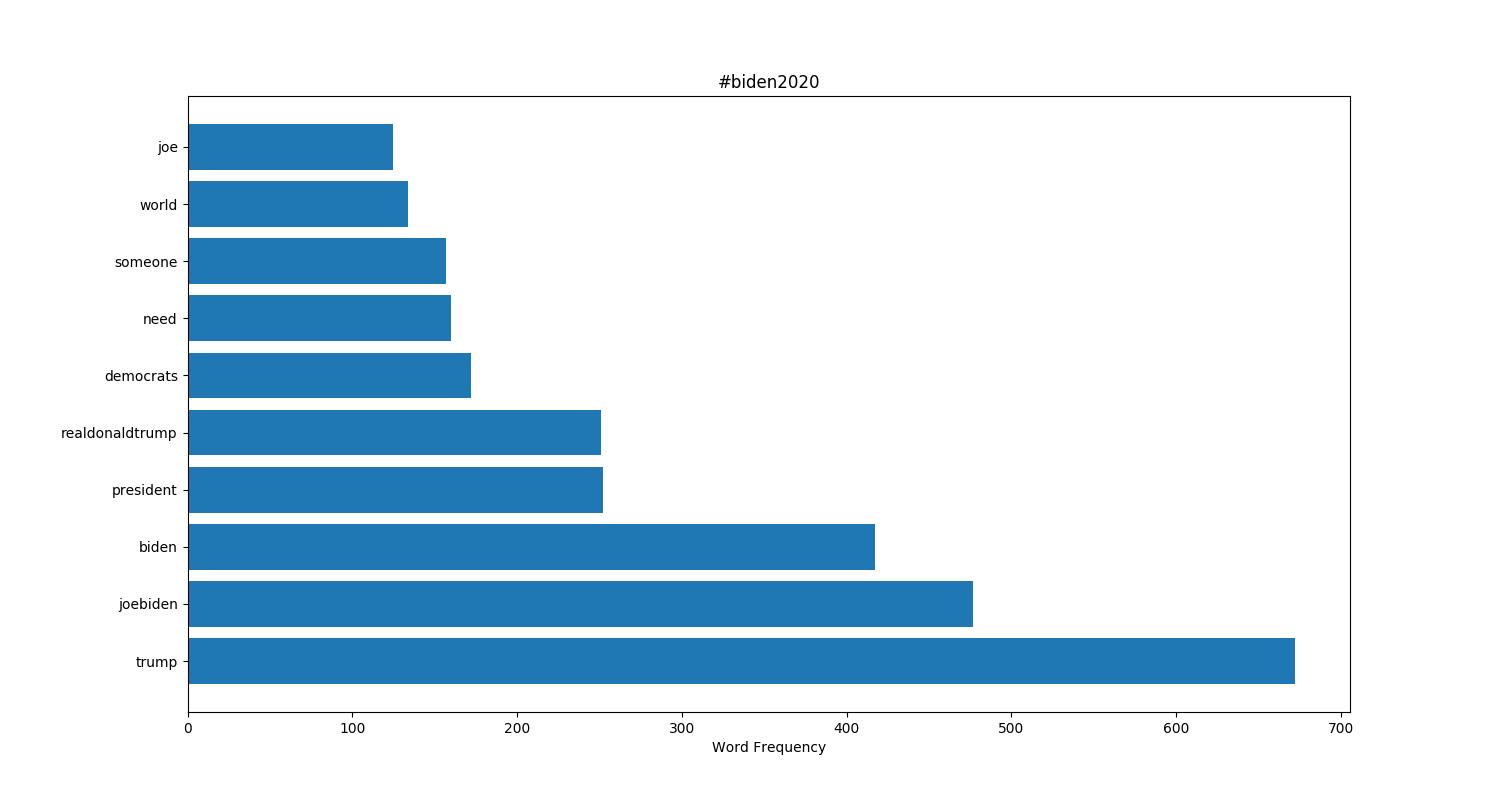 #biden2020
joe
world
someone
need
democrats
realdonaldtrump
president
biden
joebiden
trump
0 100 200 300 400 500 600 700
Word Frequency